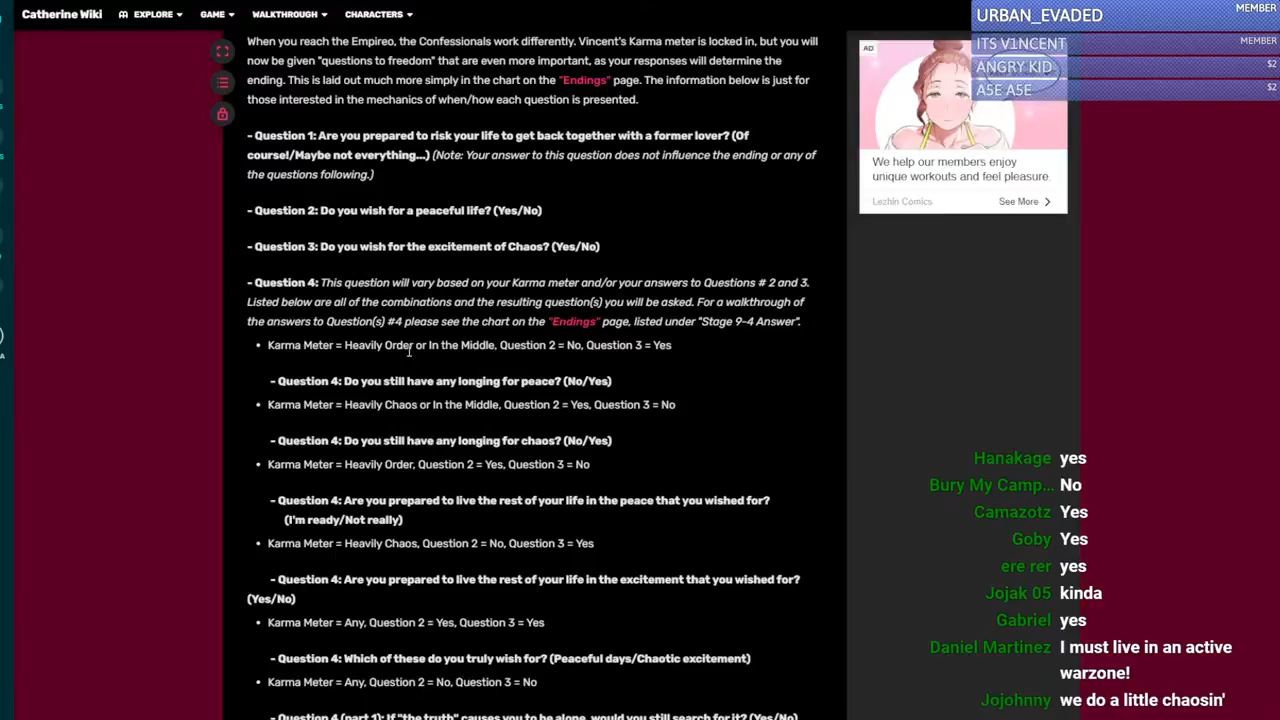 Catherine Wiki
EXPLORE
GAME
WALKTHROUGH
CHARACTERS
When you reach the Empireo, the Confessionals work differently. Vincent's Karma meter is locked in, but you will
now be given "questions to freedom" that are even more important, as your responses will determine the
ending. This is laid out much more simply in the chart on the "Endings" page. The information below is just for
those interested in the mechanics of when/how each question is presented.
- Question 1: Are you prepared to risk your life to get back together with a former lover? (Of
course!/Maybe not everything...) (Note: Your answer to this question does not influence the ending or any of
the questions following.)
- Question 2: Do you wish for a peaceful life? (Yes/No)
- Question 3: Do you wish for the excitement of Chaos? (Yes/No)
- Question 4: This question will vary based on your Karma meter and/or your answers to Questions # 2 and 3.
Listed below are all of the combinations and the resulting question(s) you will be asked. For a walkthrough of
the answers to Question(s) #4 please see the chart on the "Endings" page, listed under "Stage 9-4 Answer".
• Karma Meter = Heavily Order or In the Middle, Question 2 = No, Question 3 = Yes
- Question 4: Do you still have any longing for peace? (No/Yes)
• Karma Meter = Heavily Chaos or In the Middle, Question 2 = Yes, Question 3 = No
- Question 4: Do you still have any longing for chaos? (No/Yes)
• Karma Meter = Heavily Order, Question 2 = Yes, Question 3 = No
- Question 4: Are you prepared to live the rest of your life in the peace that you wished for?
(I'm ready/Not really)
• Karma Meter = Heavily Chaos, Question 2 = No, Question 3 = Yes
- Question 4: Are you prepared to live the rest of your life in the excitement that you wished for?
(Yes/No)
• Karma Meter = Any, Question 2 = Yes, Question 3 = Yes
- Question 4: Which of these do you truly wish for? (Peaceful days/Chaotic excitement)
• Karma Meter = Any, Question 2 = No, Question 3 = No
- Question 4 (part 1): If "the truth" causes you to be alone, would you still search for it? (Yes/No)
AD
We help our members enjoy
unique workouts and feel pleasure.
Lezhin Comics
See More
URBAN_EVADED MEMBER
ITS V1NCENT MEMBER
ANGRY KID $2
A5E A5E $2
Hanakage yes
Bury My Camp... No
Camazotz Yes
Goby Yes
ere rer yes
Jojak 05 kinda
Gabriel yes
Daniel Martinez I must live in an active
warzone!
Jojohnny we do a little chaosin'